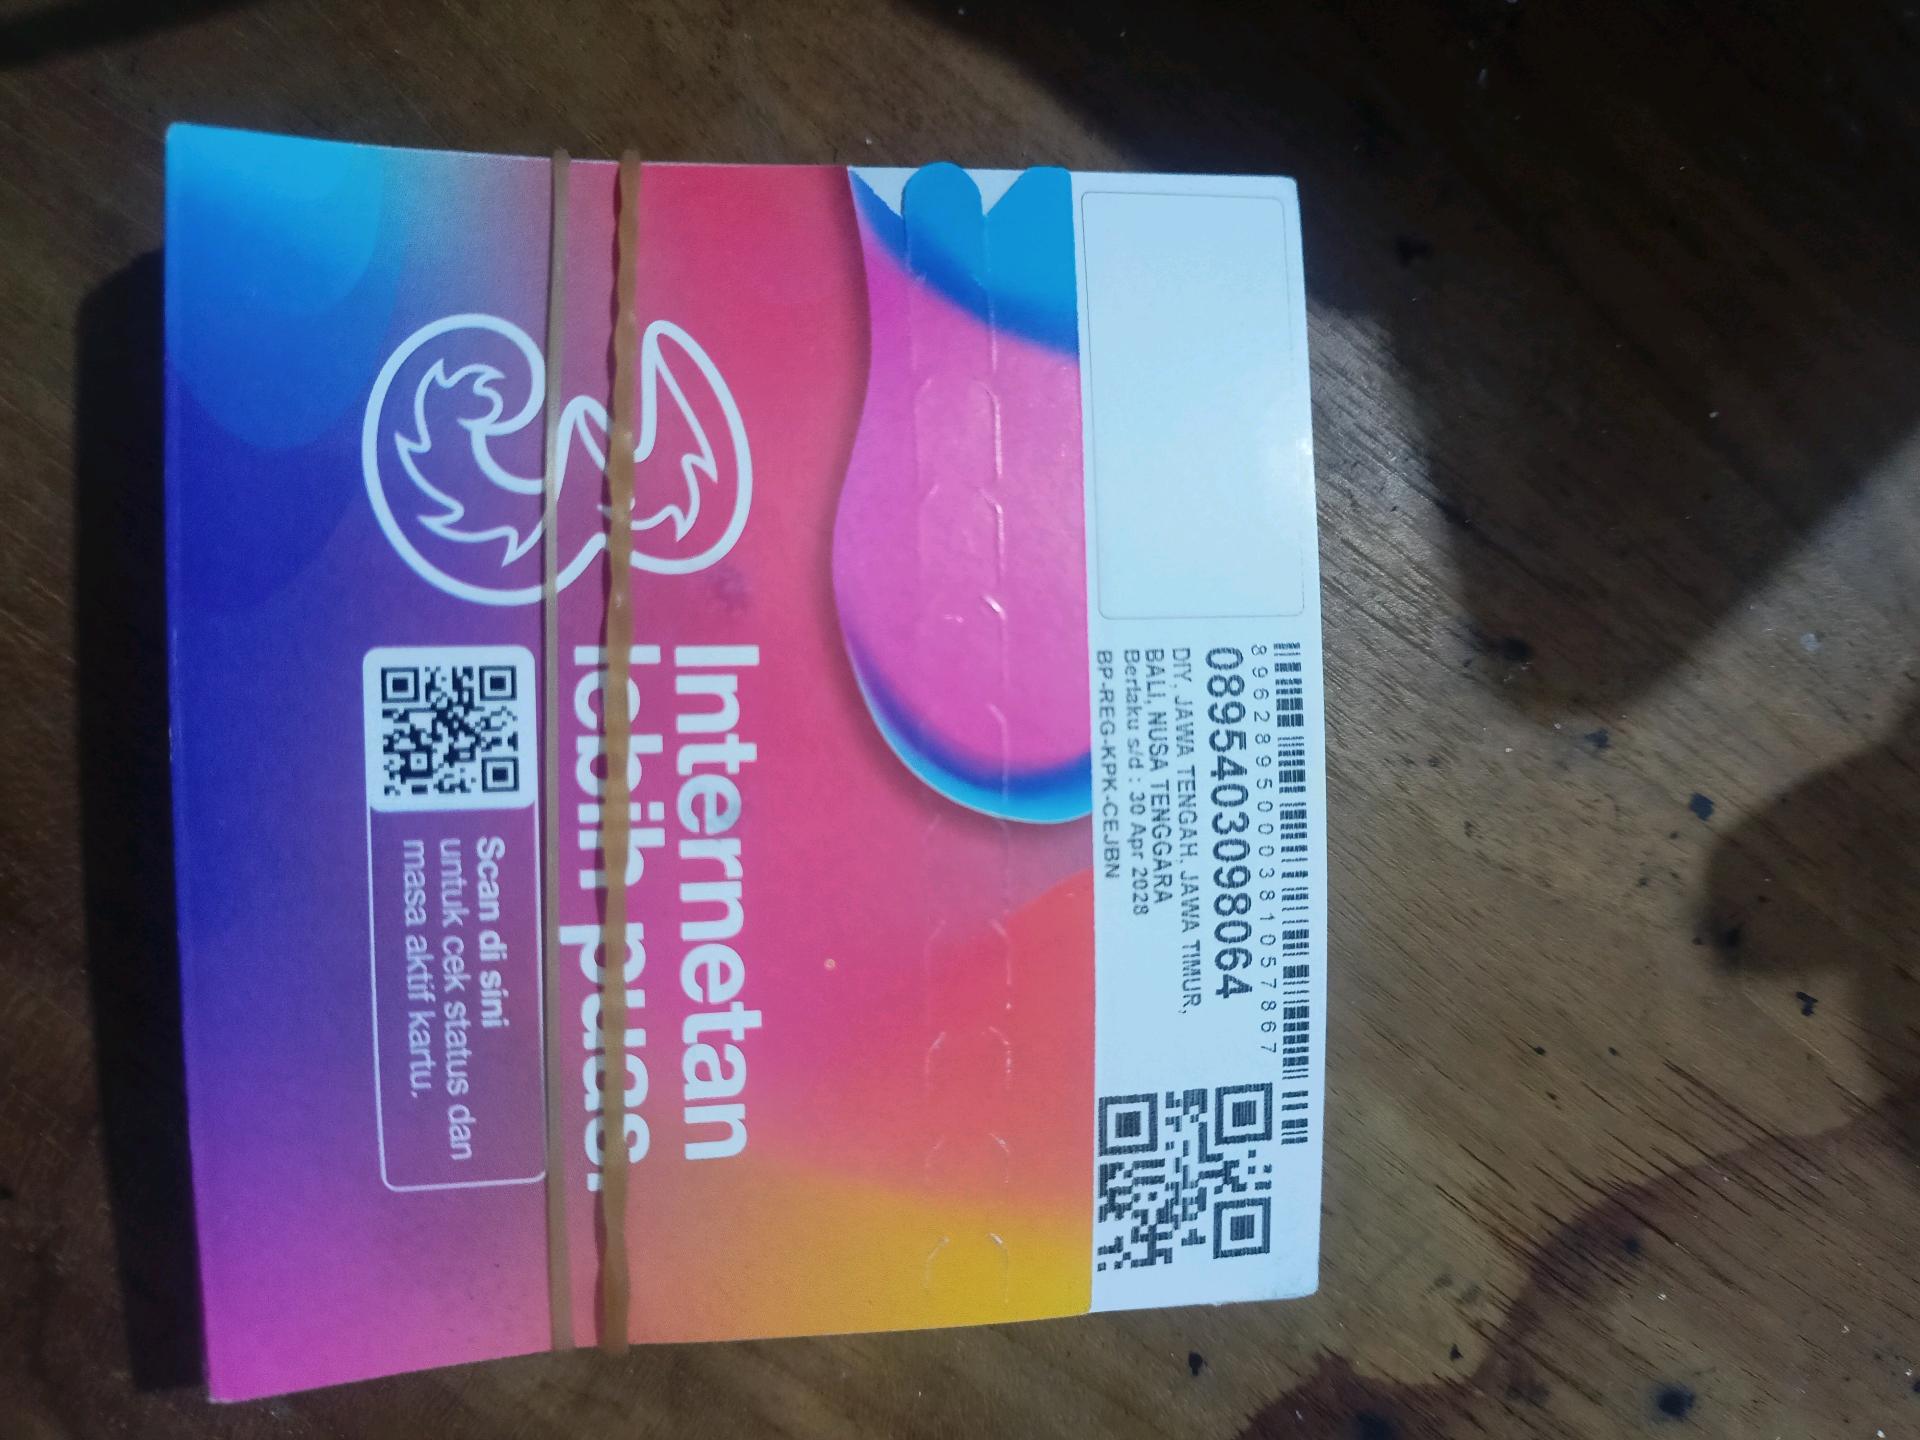 8962895000381057867
0895403098064
DIY, JAWA TENGAH, JAWA TIMUR,
BALI, NUSA TENGGARA
Berlaku s/d : 30 Apr 2028
BP-REG-KPK-CEJBN
Internetan
lebih puas.
Scan di sini
untuk cek status dan
masa aktif kartu.